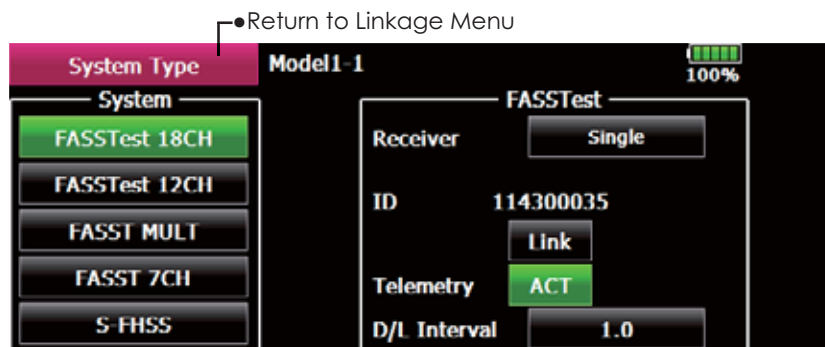 ●Return to Linkage Menu
System Type
Model1-1
100%
System
FASSTest 18CH
FASSTest 12CH
FASST MULT
FASST 7CH
S-FHSS
FASSTest
Receiver Single
ID 114300035
Link
Telemetry ACT
D/L Interval 1.0